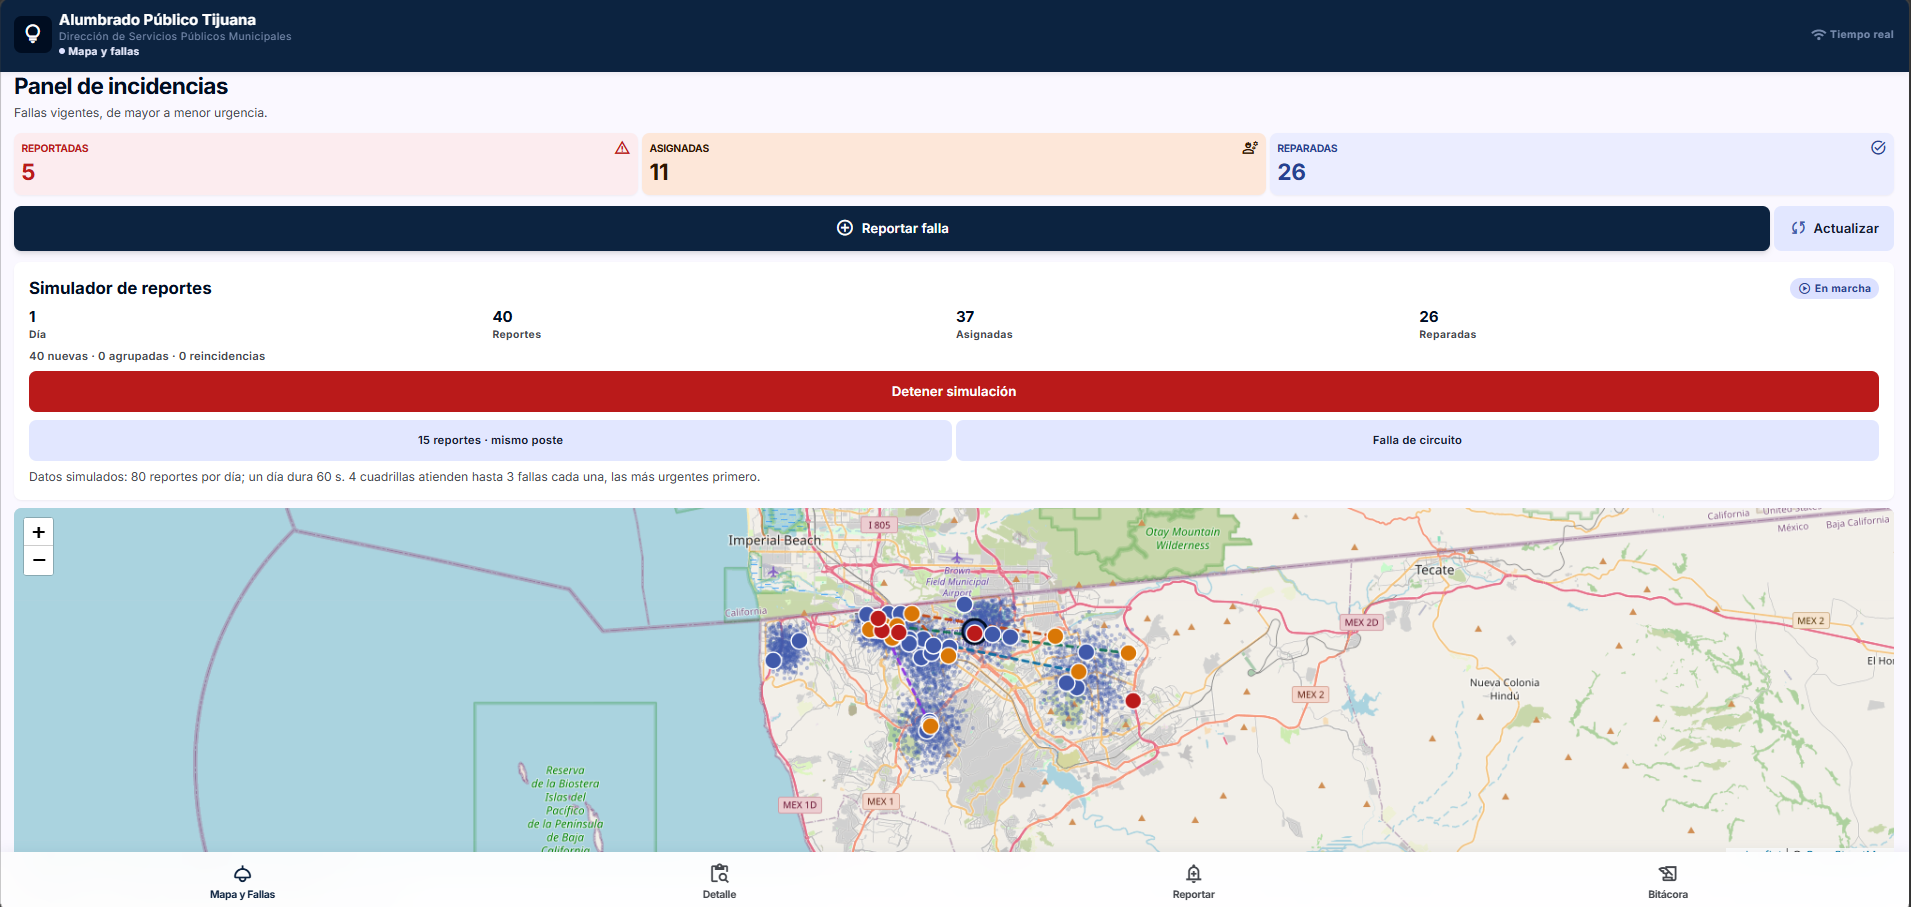 Alumbrado Público Tijuana
Dirección de Servicios Públicos Municipales
Mapa y fallas
Tiempo real
Panel de incidencias
Fallas vigentes, de mayor a menor urgencia.
REPORTADAS
5
ASIGNADAS
11
REPARADAS
26
Reportar falla
Actualizar
Simulador de reportes
En marcha
1
Día
40
Reportes
37
Asignadas
26
Reparadas
40 nuevas · 0 agrupadas · 0 reincidencias
Detener simulación
15 reportes · mismo poste
Falla de circuito
Datos simulados: 80 reportes por día; un día dura 60 s. 4 cuadrillas atienden hasta 3 fallas cada una, las más urgentes primero.
+
−
I 805
Imperial Beach
Otay Mountain
Wilderness
California
México
Baja California
Brown
Field Municipal
Airport
Tecate
California
MEX 2D
MEX 2
El Hon
Nueva Colonia
Hindú
MEX 2
Reserva
de la Biosfera
Islas del
Pacífico
de la Península
de Baja
California
MEX 1D
MEX 1
Mapa y Fallas
Detalle
Reportar
Bitácora